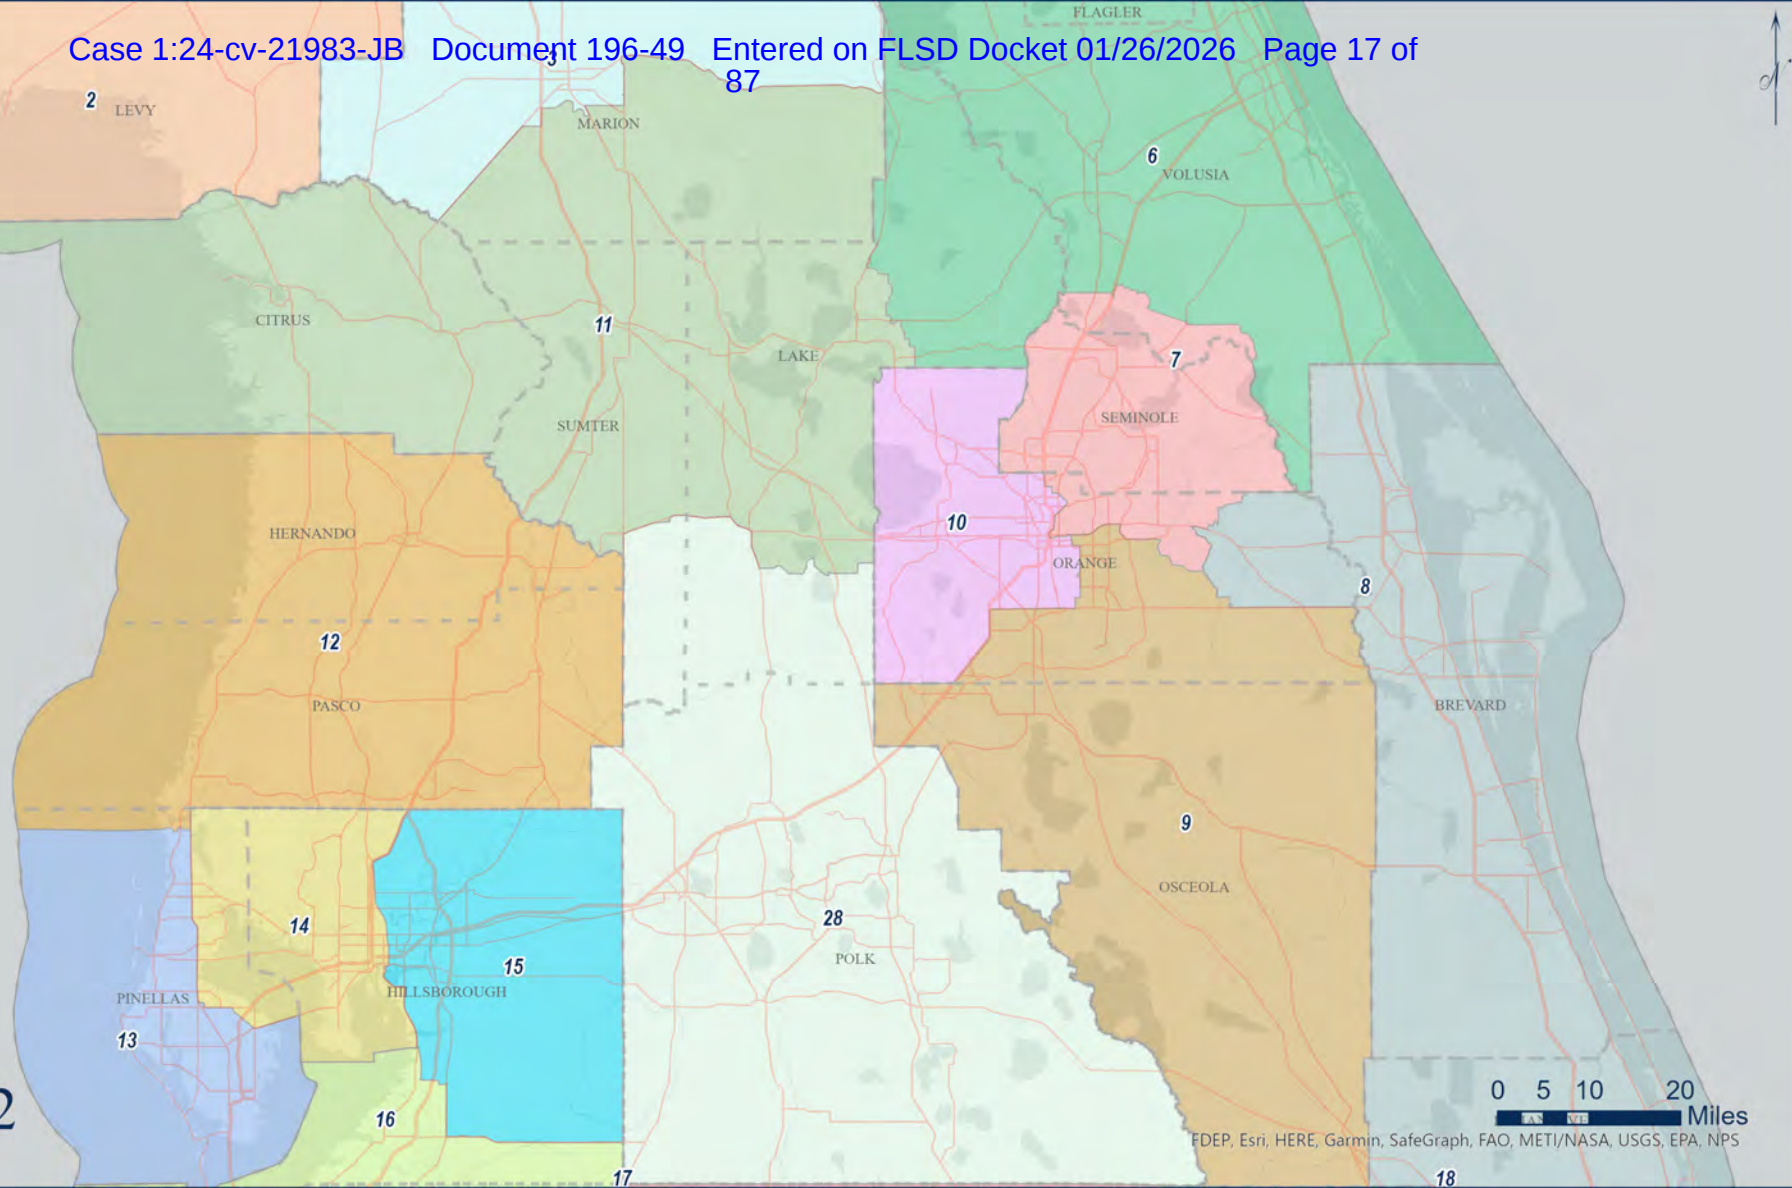 FLAGLER
Case 1:24-cv-21983-JB Document 196-49 Entered on FLSD Docket 01/26/2026 Page 17 of
87
3
2
LEVY
MARION
6
VOLUSIA
CITRUS
11
LAKE
7
SEMINOLE
SUMTER
10
HERNANDO
ORANGE
8
12
PASCO
BREVARD
9
OSCEOLA
14
28
POLK
15
HILLSBOROUGH
PINELLAS
13
2
16
0 5 10 20
Miles
FDEP, Esri, HERE, Garmin, SafeGraph, FAO, METI/NASA, USGS, EPA, NPS
17
18